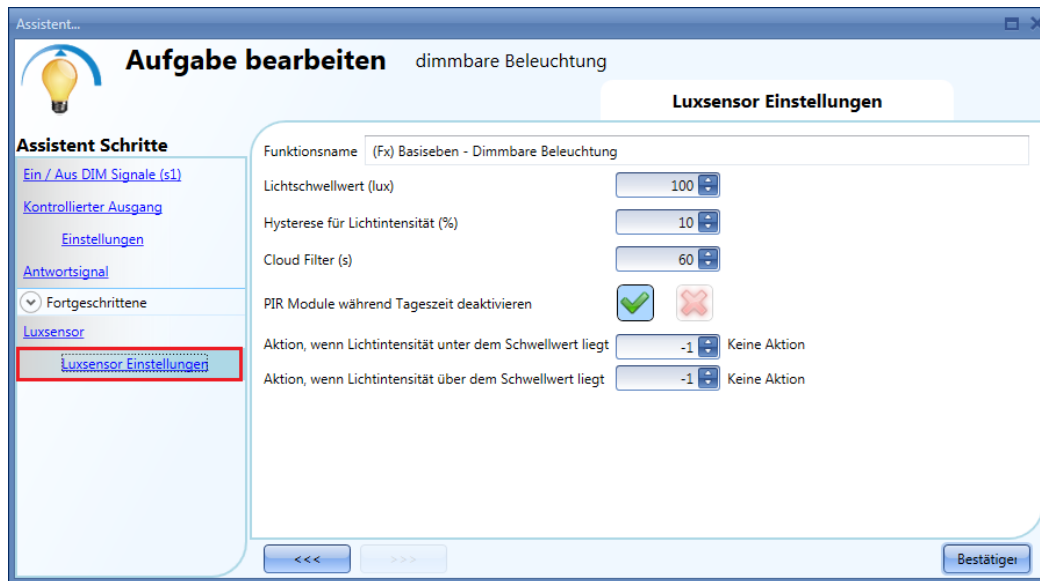 Assistent...
Aufgabe bearbeiten dimmbare Beleuchtung
Luxsensor Einstellungen
Assistent Schritte
Ein / Aus DIM Signale (s1)
Kontrollierter Ausgang
Einstellungen
Antwortsignal
Fortgeschrittene
Luxsensor
Luxsensor Einstellungen
Funktionsname (Fx) Basiseben - Dimmbare Beleuchtung
Lichtschwellwert (lux) 100
Hysterese für Lichtintensität (%) 10
Cloud Filter (s) 60
PIR Module während Tageszeit deaktivieren
Aktion, wenn Lichtintensität unter dem Schwellwert liegt -1 Keine Aktion
Aktion, wenn Lichtintensität über dem Schwellwert liegt -1 Keine Aktion
<<< >>> Bestätiger